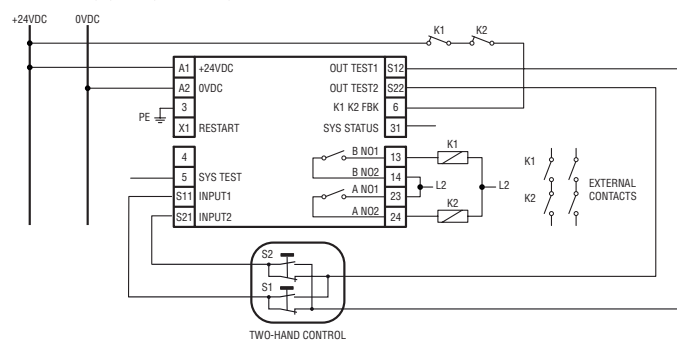 +24VDC 0VDC
K1 K2
A1 +24VDC OUT TEST1 S12
A2 0VDC OUT TEST2 S22
PE 3 K1 K2 FBK 6
X1 RESTART SYS STATUS 31
4 B NO1 13 K1
5 SYS TEST B NO2 14 L2 L2
S11 INPUT1 A NO1 23
S21 INPUT2 A NO2 24 K2
K1
K2
EXTERNAL
CONTACTS
S2
S1
TWO-HAND CONTROL